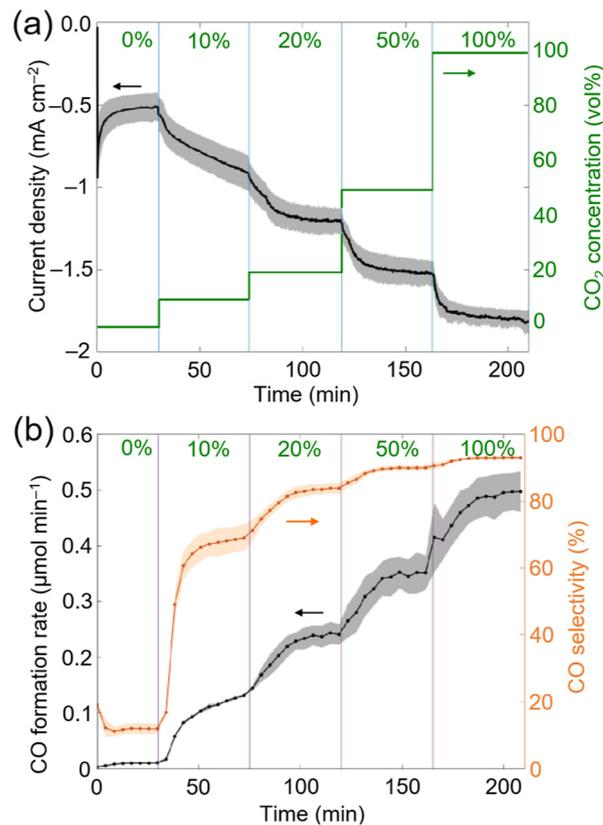 (a)
0.0
−0.5
−1
−1.5
−2
Current density (mA cm⁻²)
0% 10% 20% 50% 100%
100
80
60
40
20
0
CO₂ concentration (vol%)
0 50 100 150 200
Time (min)
(b)
0.6
0.5
0.4
0.3
0.2
0.1
0
CO formation rate (μmol min⁻¹)
0% 10% 20% 50% 100%
100
80
60
40
20
0
CO selectivity (%)
0 50 100 150 200
Time (min)